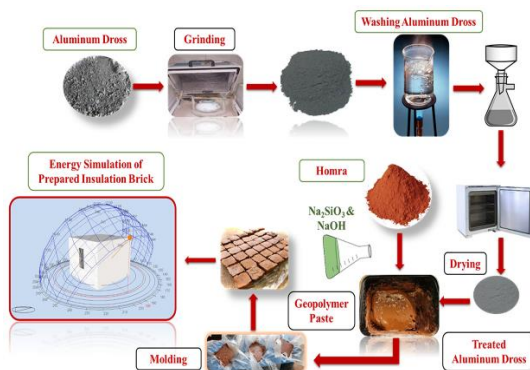 Aluminum Dross
Grinding
Washing Aluminum Dross
Energy Simulation of
Prepared Insulation Brick
Homra
Na₂SiO₃ &
NaOH
Drying
Geopolymer
Paste
Treated
Aluminum Dross
Molding